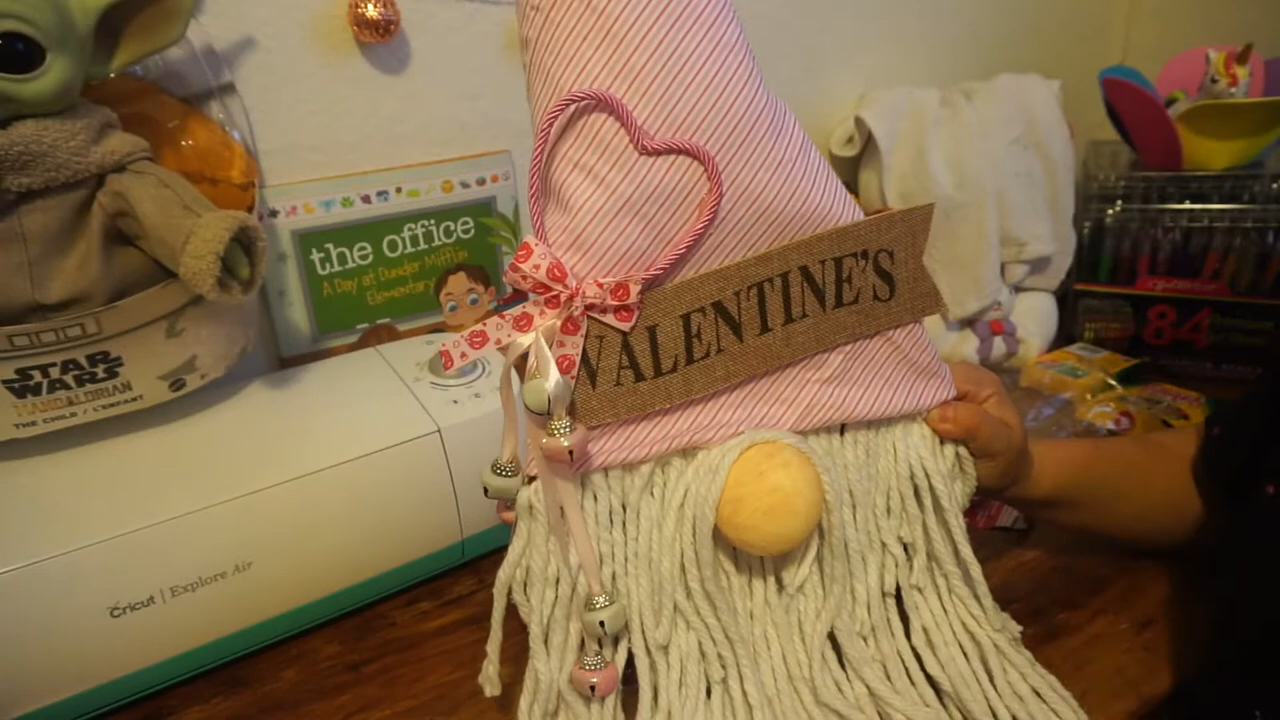 the office
A Day at Dunder Mifflin
Elementary
VALENTINE'S
STAR
WARS
MANDALORIAN
THE CHILD / L'ENFANT
Cricut | Explore Air
84